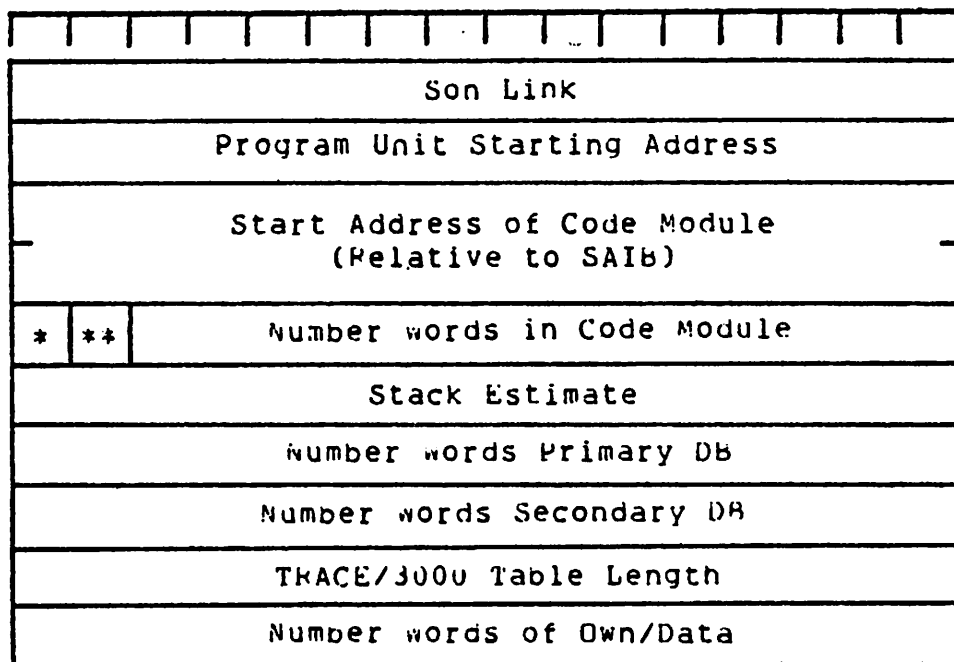 Son Link
Program Unit Starting Address
Start Address of Code Module
(Relative to SAIB)
* ** Number words in Code Module
Stack Estimate
Number words Primary DB
Number words Secondary DB
TRACE/3000 Table Length
Number words of Own/Data